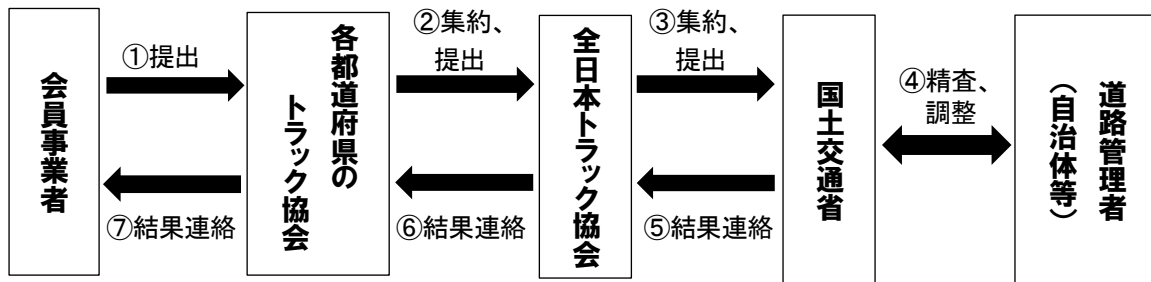 会員事業者
①提出
⑦結果連絡
各都道府県の
トラック協会
②集約、
提出
⑥結果連絡
全日本トラック協会
③集約、
提出
⑤結果連絡
国土交通省
④精査、
調整
道路管理者
(自治体等)